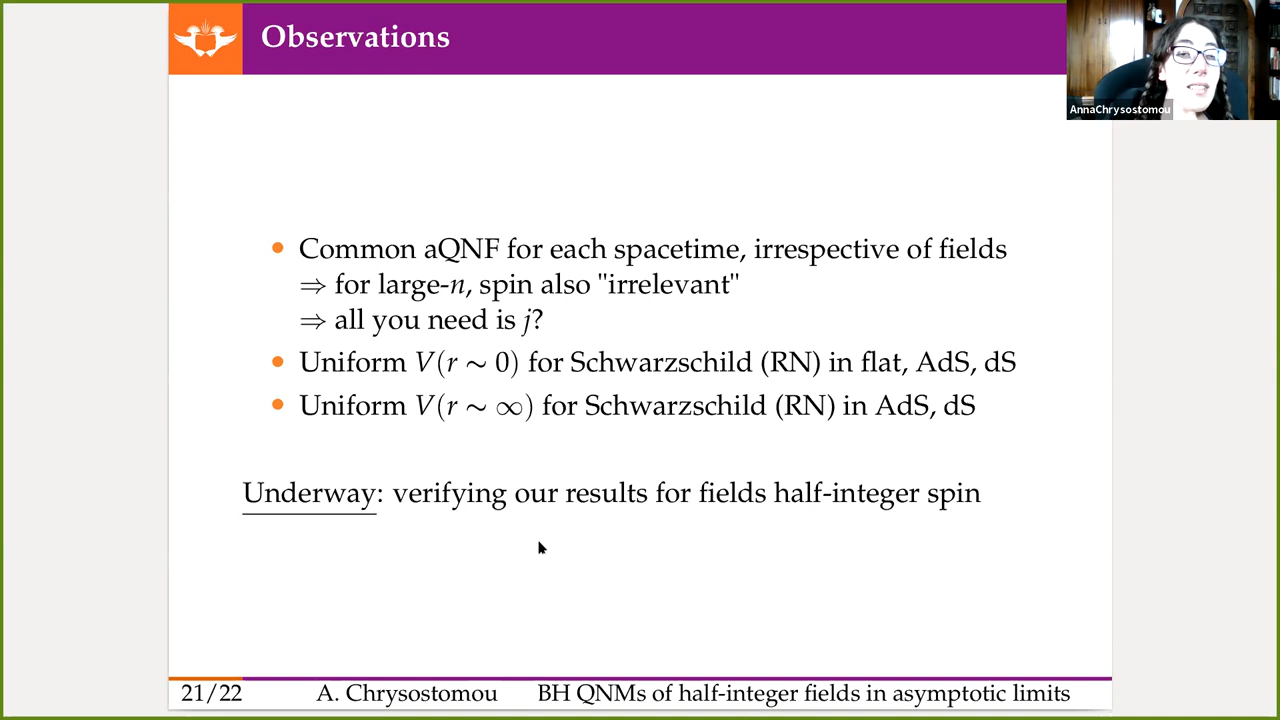 Observations
AnnaChrysostomou
• Common aQNF for each spacetime, irrespective of fields
⇒ for large-n, spin also "irrelevant"
⇒ all you need is j?
• Uniform V(r ∼ 0) for Schwarzschild (RN) in flat, AdS, dS
• Uniform V(r ∼ ∞) for Schwarzschild (RN) in AdS, dS
Underway: verifying our results for fields half-integer spin
21/22 A. Chrysostomou BH QNMs of half-integer fields in asymptotic limits